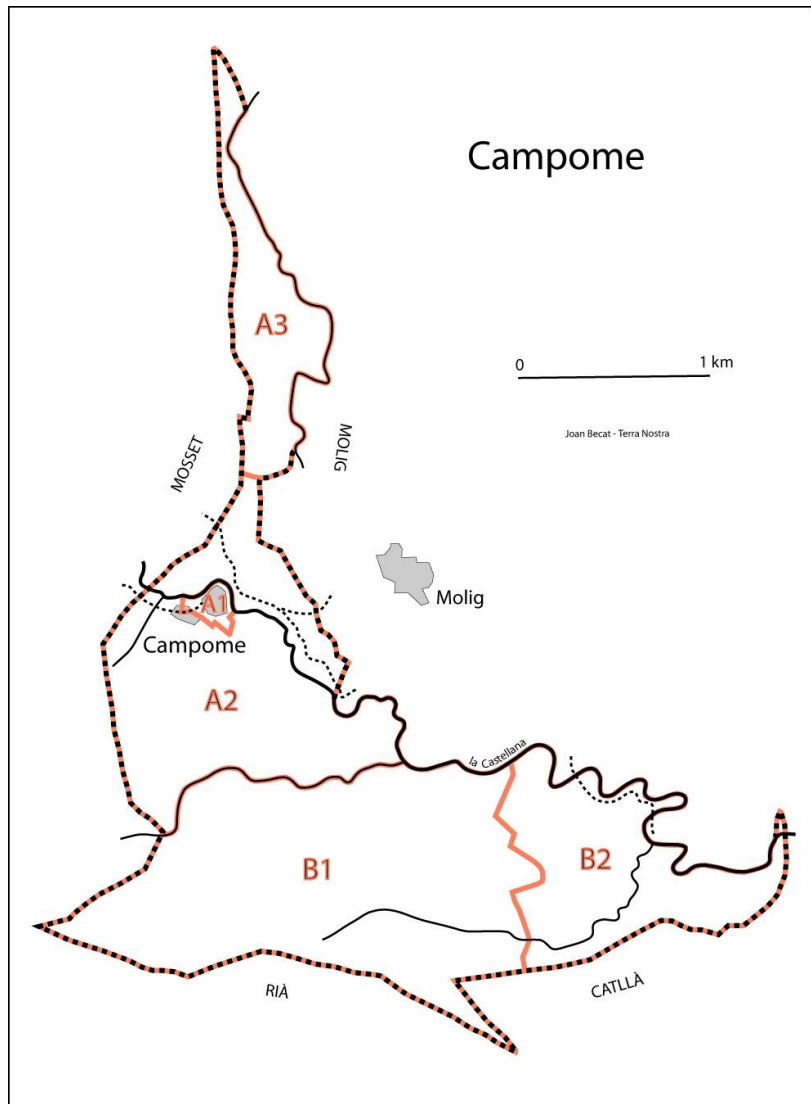 Campome
A3
0
1 km
Joan Becat - Terra Nostra
MOSSET
MOLIG
A1
Molig
Campome
A2
la Castellana
B1
B2
RIÀ
CATLLÀ